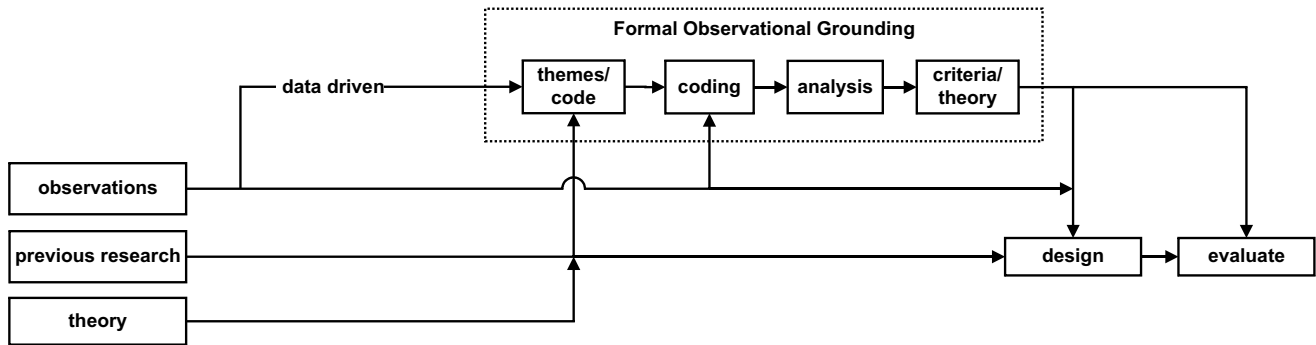 Formal Observational Grounding
data driven
themes/
code
coding
analysis
criteria/
theory
observations
previous research
design
evaluate
theory